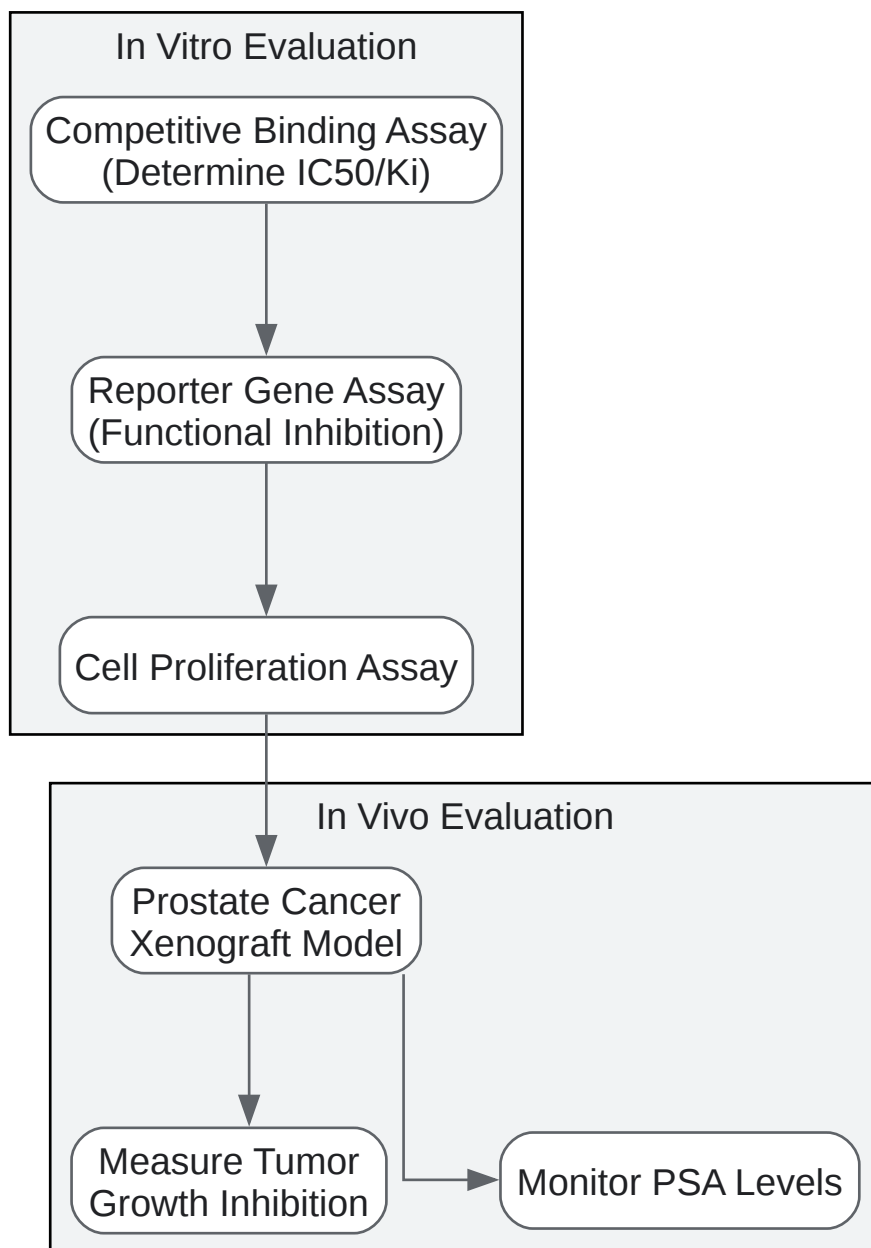 In Vitro Evaluation
Competitive Binding Assay
(Determine IC50/Ki)
Reporter Gene Assay
(Functional Inhibition)
Cell Proliferation Assay
In Vivo Evaluation
Prostate Cancer
Xenograft Model
Measure Tumor
Growth Inhibition
Monitor PSA Levels